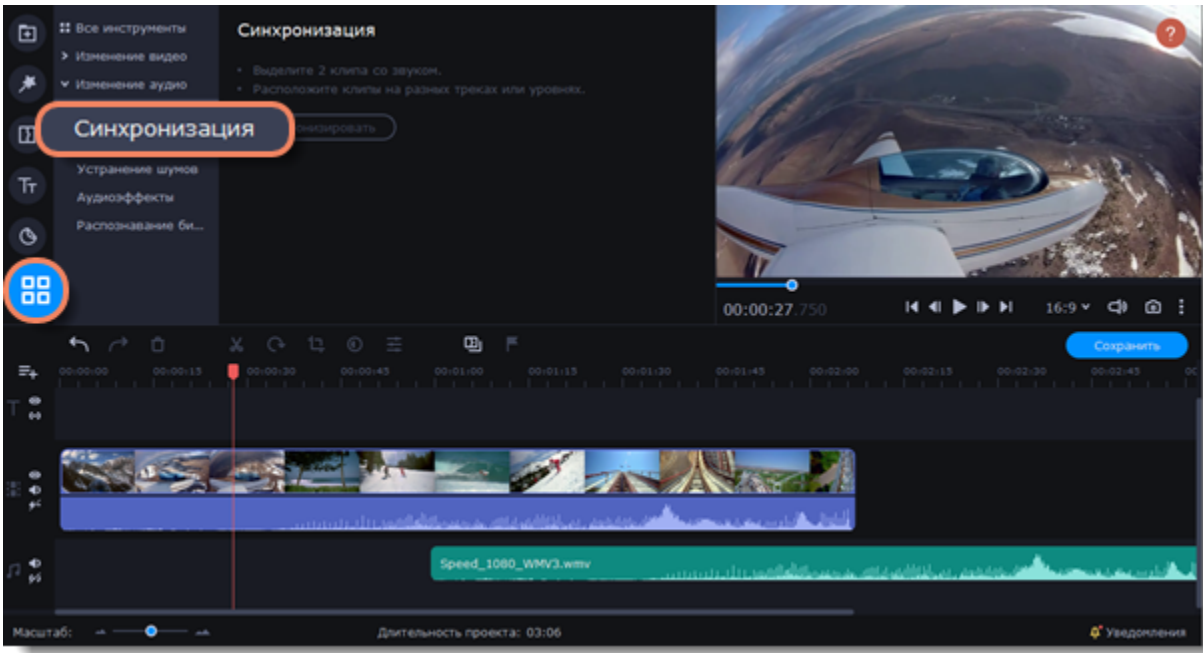 Все инструменты
Изменение видео
Изменение аудио
Синхронизация
Устранение шумов
Аудиоэффекты
Распознавание би...
Синхронизация
Выделите 2 клипа со звуком.
Расположите клипы на разных треках или уровнях.
?
00:00:27.750
16:9
Сохранить
00:00:00 00:00:15 00:00:30 00:00:45 00:01:00 00:01:15 00:01:30 00:01:45 00:02:00 00:02:15 00:02:30 00:02:45
Speed_1080_WMV3.wmv
Масштаб:
Длительность проекта: 03:06
Уведомления